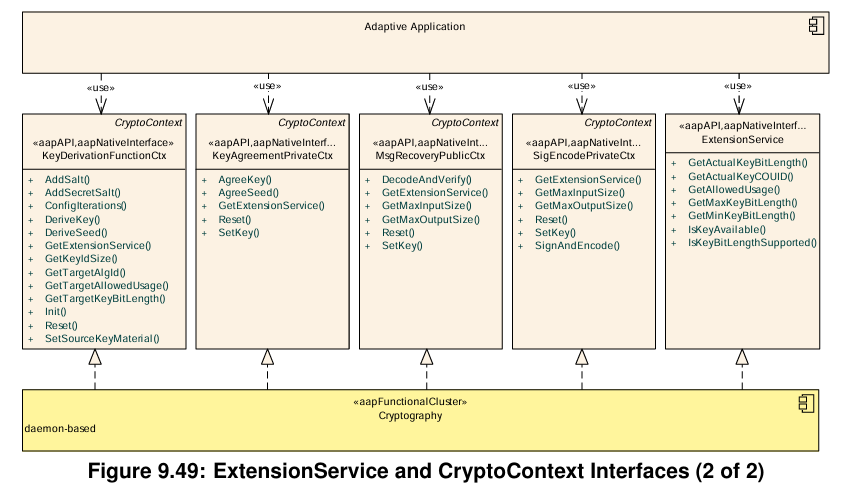 Adaptive Application
«use»
«use»
«use»
«use»
«use»
CryptoContext
«aapAPI,aapNativeInterface»
KeyDerivationFunctionCtx
+ AddSalt()
+ AddSecretSalt()
+ ConfigIterations()
+ DeriveKey()
+ DeriveSeed()
+ GetExtensionService()
+ GetKeyIdSize()
+ GetTargetAlgId()
+ GetTargetAllowedUsage()
+ GetTargetKeyBitLength()
+ Init()
+ Reset()
+ SetSourceKeyMaterial()
CryptoContext
«aapAPI,aapNativeInterf...
KeyAgreementPrivateCtx
+ AgreeKey()
+ AgreeSeed()
+ GetExtensionService()
+ Reset()
+ SetKey()
CryptoContext
«aapAPI,aapNativeInt...
MsgRecoveryPublicCtx
+ DecodeAndVerify()
+ GetExtensionService()
+ GetMaxInputSize()
+ GetMaxOutputSize()
+ Reset()
+ SetKey()
CryptoContext
«aapAPI,aapNativeInt...
SigEncodePrivateCtx
+ GetExtensionService()
+ GetMaxInputSize()
+ GetMaxOutputSize()
+ Reset()
+ SetKey()
+ SignAndEncode()
«aapAPI,aapNativeInterf...
ExtensionService
+ GetActualKeyBitLength()
+ GetActualKeyCOUID()
+ GetAllowedUsage()
+ GetMaxKeyBitLength()
+ GetMinKeyBitLength()
+ IsKeyAvailable()
+ IsKeyBitLengthSupported()
«aapFunctionalCluster»
Cryptography
daemon-based
Figure 9.49: ExtensionService and CryptoContext Interfaces (2 of 2)